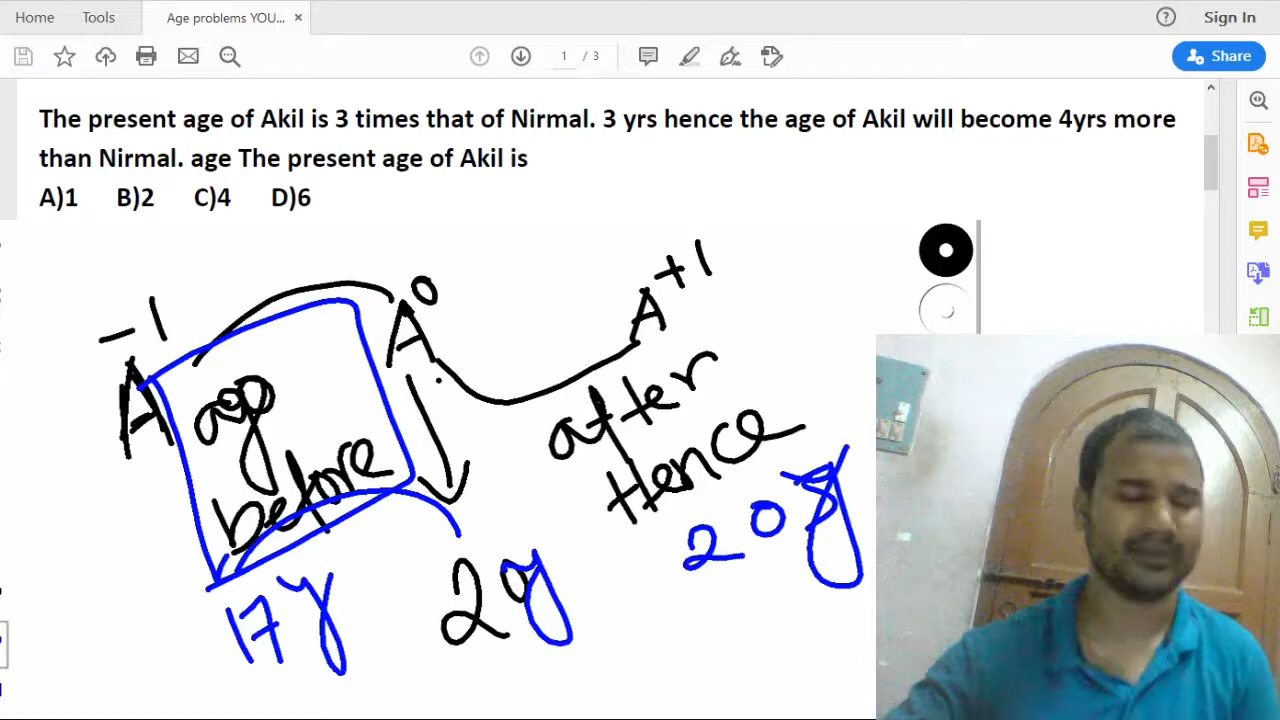 Home Tools Age problems YOU... × Sign In
1 / 3 Share
The present age of Akil is 3 times that of Nirmal. 3 yrs hence the age of Akil will become 4yrs more
than Nirmal. age The present age of Akil is
A)1 B)2 C)4 D)6
A -1 A 0 A +1
ago after
before Hence
17y 20y